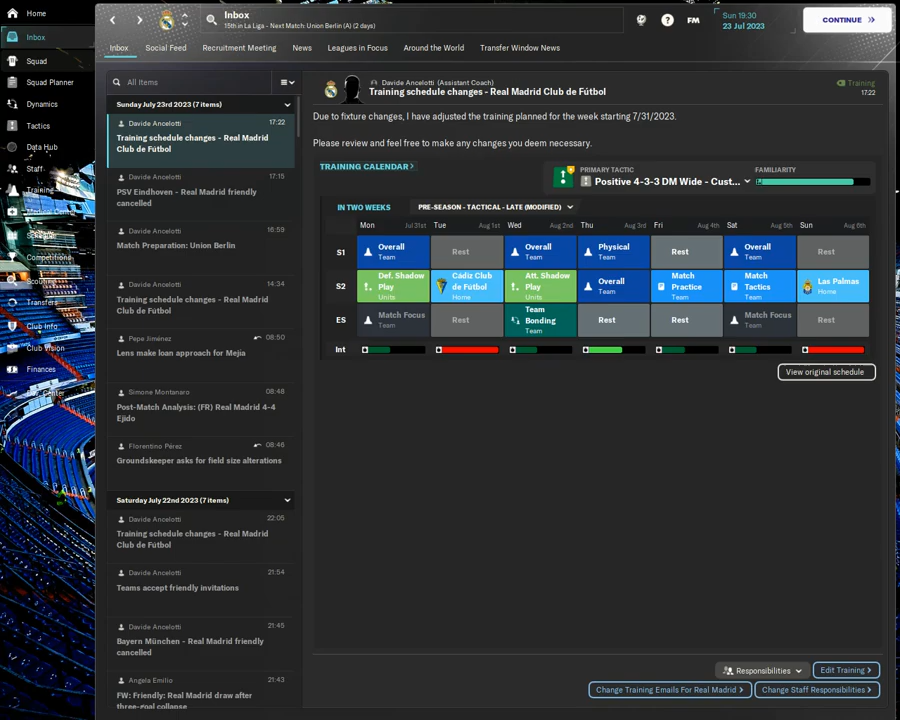 Home
Inbox
Squad
Squad Planner
Dynamics
Tactics
Data Hub
Staff
Training
Competitions
Scouting
Transfers
Club Info
Club Vision
Finances
Inbox
15th in La Liga - Next Match: Union Berlin (A) (2 days)
FM
Sun 19:30
23 Jul 2023
CONTINUE
Inbox
Social Feed
Recruitment Meeting
News
Leagues in Focus
Around the World
Transfer Window News
All Items
Sunday July 23rd 2023 (7 items)
Davide Ancelotti 17:22
Training schedule changes - Real Madrid
Club de Fútbol
Davide Ancelotti 17:15
PSV Eindhoven - Real Madrid friendly
cancelled
Davide Ancelotti 16:59
Match Preparation: Union Berlin
Davide Ancelotti 14:34
Training schedule changes - Real Madrid
Club de Fútbol
Pepe Jiménez 08:50
Lens make loan approach for Mejía
Simone Montanaro 08:48
Post-Match Analysis: (FR) Real Madrid 4-4
Ejido
Florentino Pérez 08:46
Groundskeeper asks for field size alterations
Saturday July 22nd 2023 (7 items)
Davide Ancelotti 22:05
Training schedule changes - Real Madrid
Club de Fútbol
Davide Ancelotti 21:54
Teams accept friendly invitations
Davide Ancelotti 21:45
Bayern München - Real Madrid friendly
cancelled
Angela Emilio 21:43
FW: Friendly: Real Madrid draw after
three-goal collapse
Davide Ancelotti (Assistant Coach)
Training schedule changes - Real Madrid Club de Fútbol
Training
17:22
Due to fixture changes, I have adjusted the training planned for the week starting 7/31/2023.
Please review and feel free to make any changes you deem necessary.
TRAINING CALENDAR
PRIMARY TACTIC
Positive 4-3-3 DM Wide - Cust...
FAMILIARITY
IN TWO WEEKS
PRE-SEASON - TACTICAL - LATE (MODIFIED)
Mon Jul 31st Tue Aug 1st Wed Aug 2nd Thu Aug 3rd Fri Aug 4th Sat Aug 5th Sun Aug 6th
S1
Overall
Team
Rest
Overall
Team
Physical
Team
Rest
Overall
Team
Rest
S2
Def. Shadow
Play
Units
Cádiz Club
de Fútbol
Home
Att. Shadow
Play
Units
Overall
Team
Match
Practice
Team
Match
Tactics
Team
Las Palmas
Home
ES
Match Focus
Team
Rest
Team
Bonding
Team
Rest
Rest
Match Focus
Team
Rest
Int
View original schedule
Responsibilities
Edit Training
Change Training Emails For Real Madrid
Change Staff Responsibilities